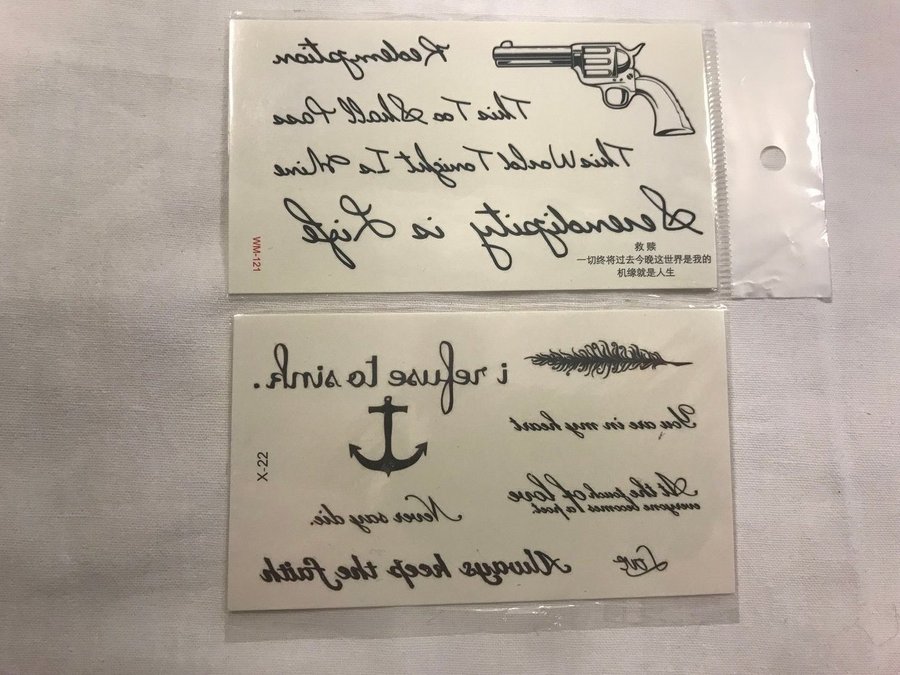 Redemption
This Too Shall Pass
This World Tonight Is Mine
Serendipity is Life
救赎
一切终将过去今晚这世界是我的
机缘就是人生
WM-121
i refuse to sink.
You are in my heart
At the touch of love
everyone becomes a poet.
Never say die.
Love
Always keep the faith
X-22